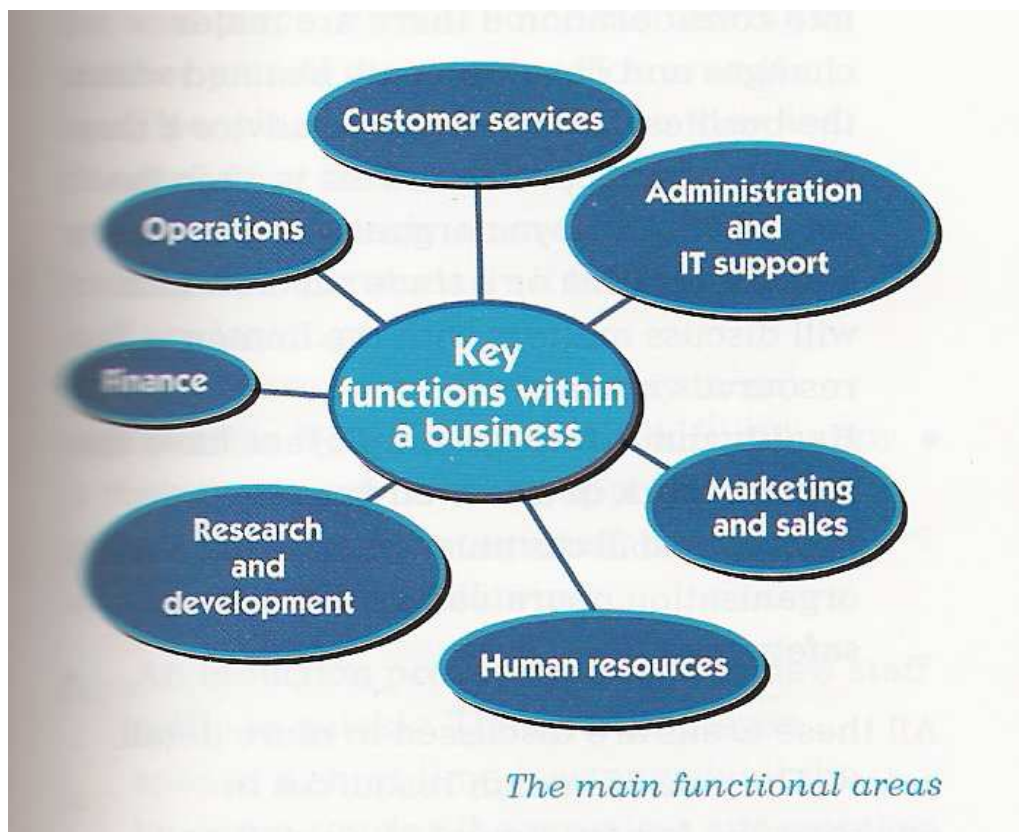 Customer services
Administration
and
IT support
Operations
Key
functions within
a business
Finance
Marketing
and sales
Research
and
development
Human resources
The main functional areas